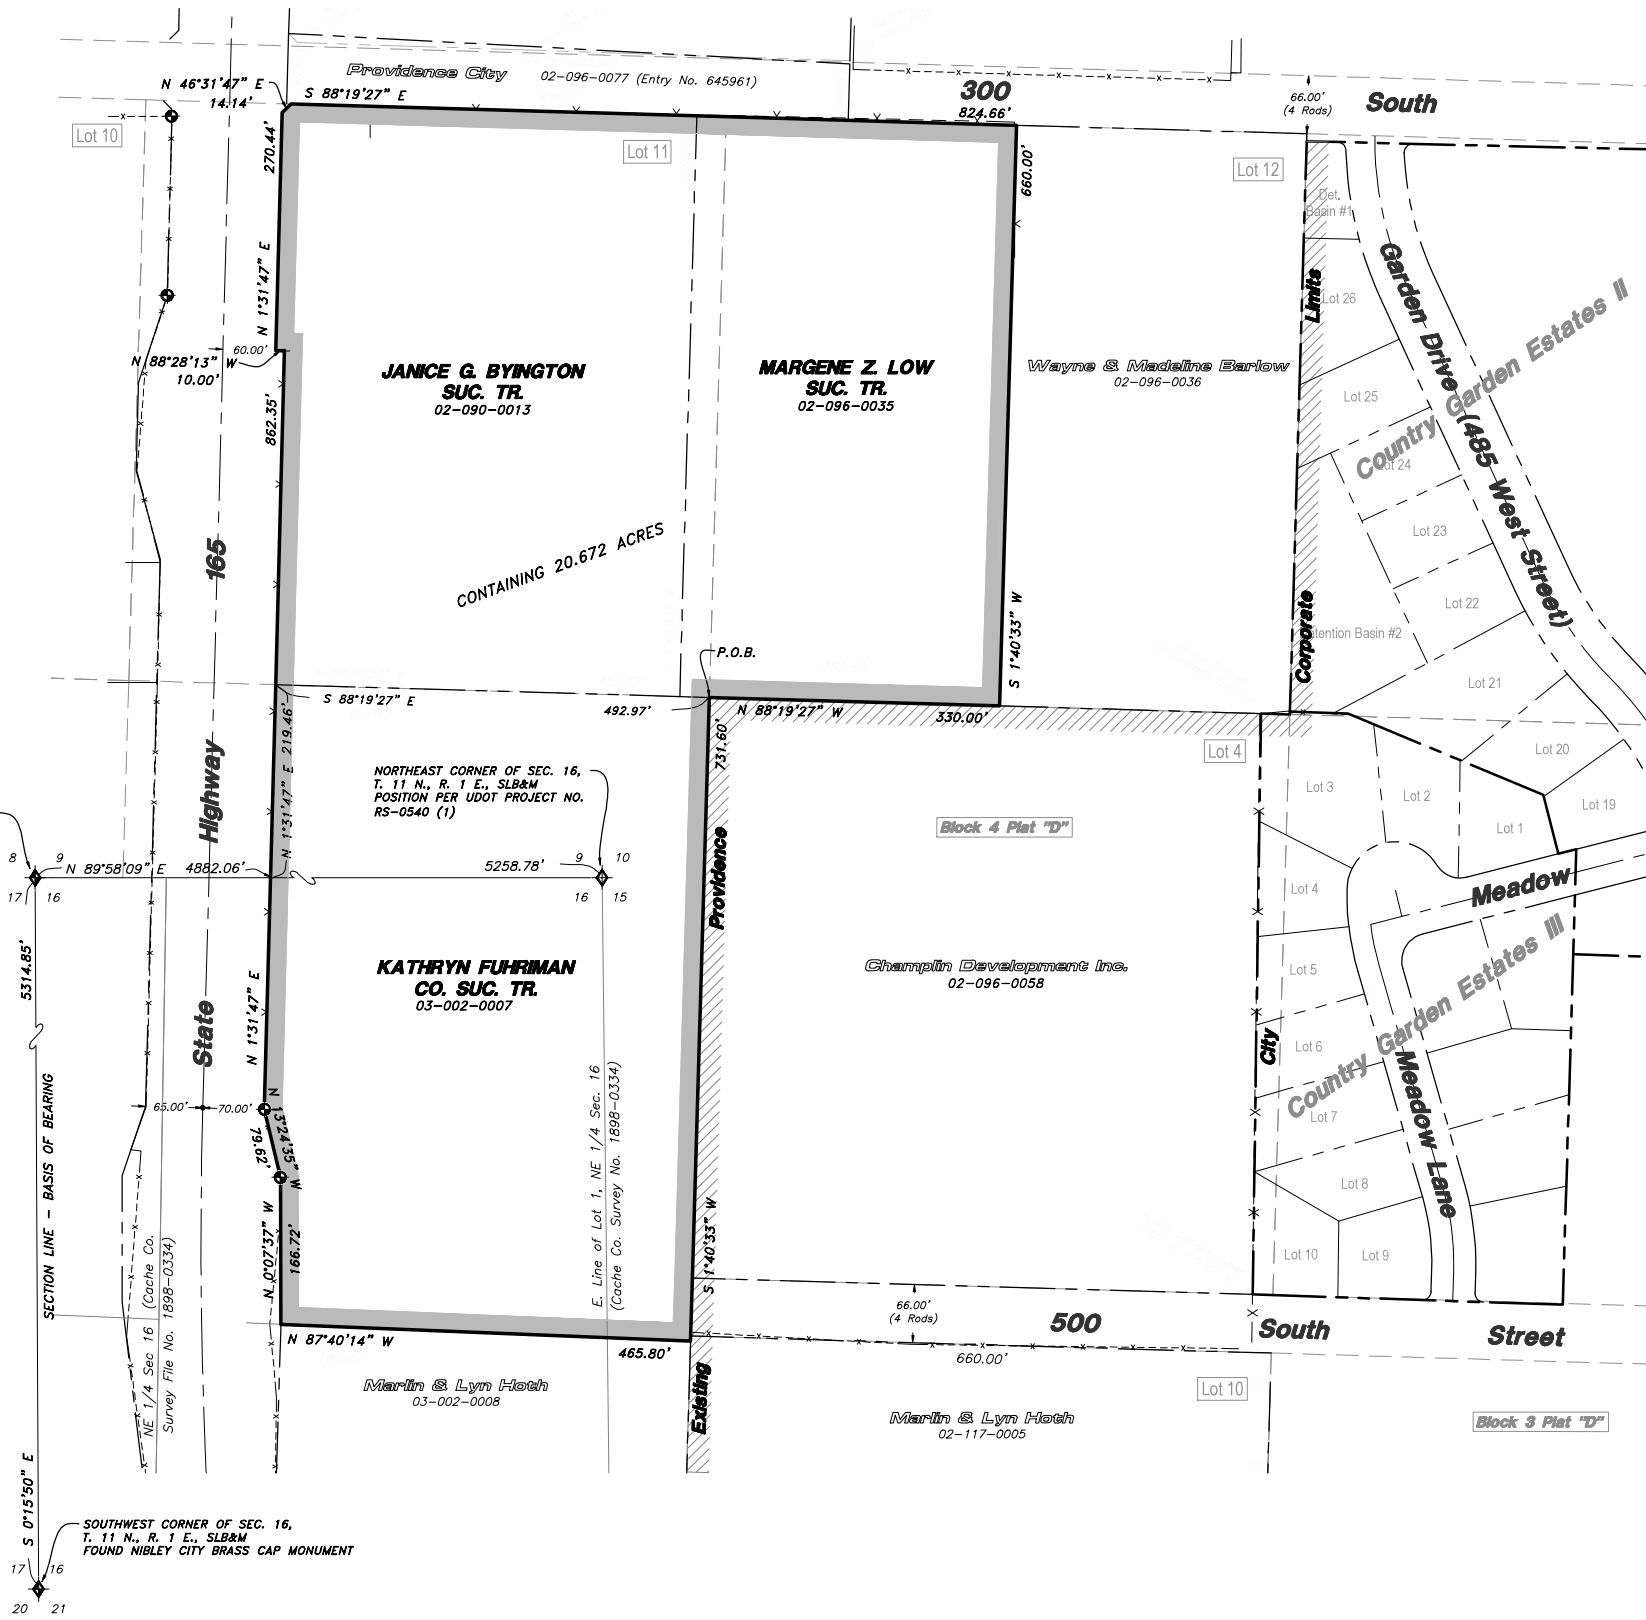 Providence City
02-096-0077 (Entry No. 645961)
N 46°31'47" E
14.14'
S 88°19'27" E
300
824.66'
66.00'
(4 Rods)
South
Lot 10
Lot 11
Lot 12
270.44'
N 1°31'47" E
660.00'
Det.
Basin #1
Limits
Lot 26
Garden Drive (485 West Street)
Country Garden Estates II
60.00'
N 88°28'13" W
10.00'
862.35'
JANICE G. BYINGTON
SUC. TR.
02-090-0013
MARGENE Z. LOW
SUC. TR.
02-096-0035
Wayne & Madeline Barlow
02-096-0036
Lot 25
Lot 24
Lot 23
Lot 22
CONTAINING 20.672 ACRES
165
Highway
State
S 1°40'33" W
Corporate
tention Basin #2
Lot 21
P.O.B.
S 88°19'27" E
492.97'
N 88°19'27" W
330.00'
N 1°31'47" E 219.46'
731.60'
Lot 4
Lot 20
Lot 19
Lot 3
Lot 2
Lot 1
NORTHEAST CORNER OF SEC. 16,
T. 11 N., R. 1 E., SLB&M
POSITION PER UDOT PROJECT NO.
RS-0540 (1)
Block 4 Plat "D"
8
9
17
16
N 89°58'09" E
4882.06'
5258.78'
9
10
16
15
Providence
Lot 4
Meadow
5314.85'
N 1°31'47" E
KATHRYN FUHRIMAN
CO. SUC. TR.
03-002-0007
Champlin Development Inc.
02-096-0058
Lot 5
Country Garden Estates III
City
Lot 6
Lot 7
Meadow Lane
SECTION LINE - BASIS OF BEARING
65.00'
70.00'
N 13°24'35" W
79.62'
E. Line of Lot 1, NE 1/4 Sec. 16
(Cache Co. Survey No. 1898-0334)
Lot 8
Lot 10
Lot 9
N 0°07'37" W
166.72'
S 1°40'33" W
NE 1/4 Sec 16 (Cache Co.
Survey File No. 1898-0334)
66.00'
(4 Rods)
500
South
Street
N 87°40'14" W
465.80'
660.00'
Existing
Marlin & Lyn Hoth
03-002-0008
Lot 10
Marlin & Lyn Hoth
02-117-0005
Block 3 Plat "D"
S 0°15'50" E
SOUTHWEST CORNER OF SEC. 16,
T. 11 N., R. 1 E., SLB&M
FOUND NIBLEY CITY BRASS CAP MONUMENT
17
16
20
21